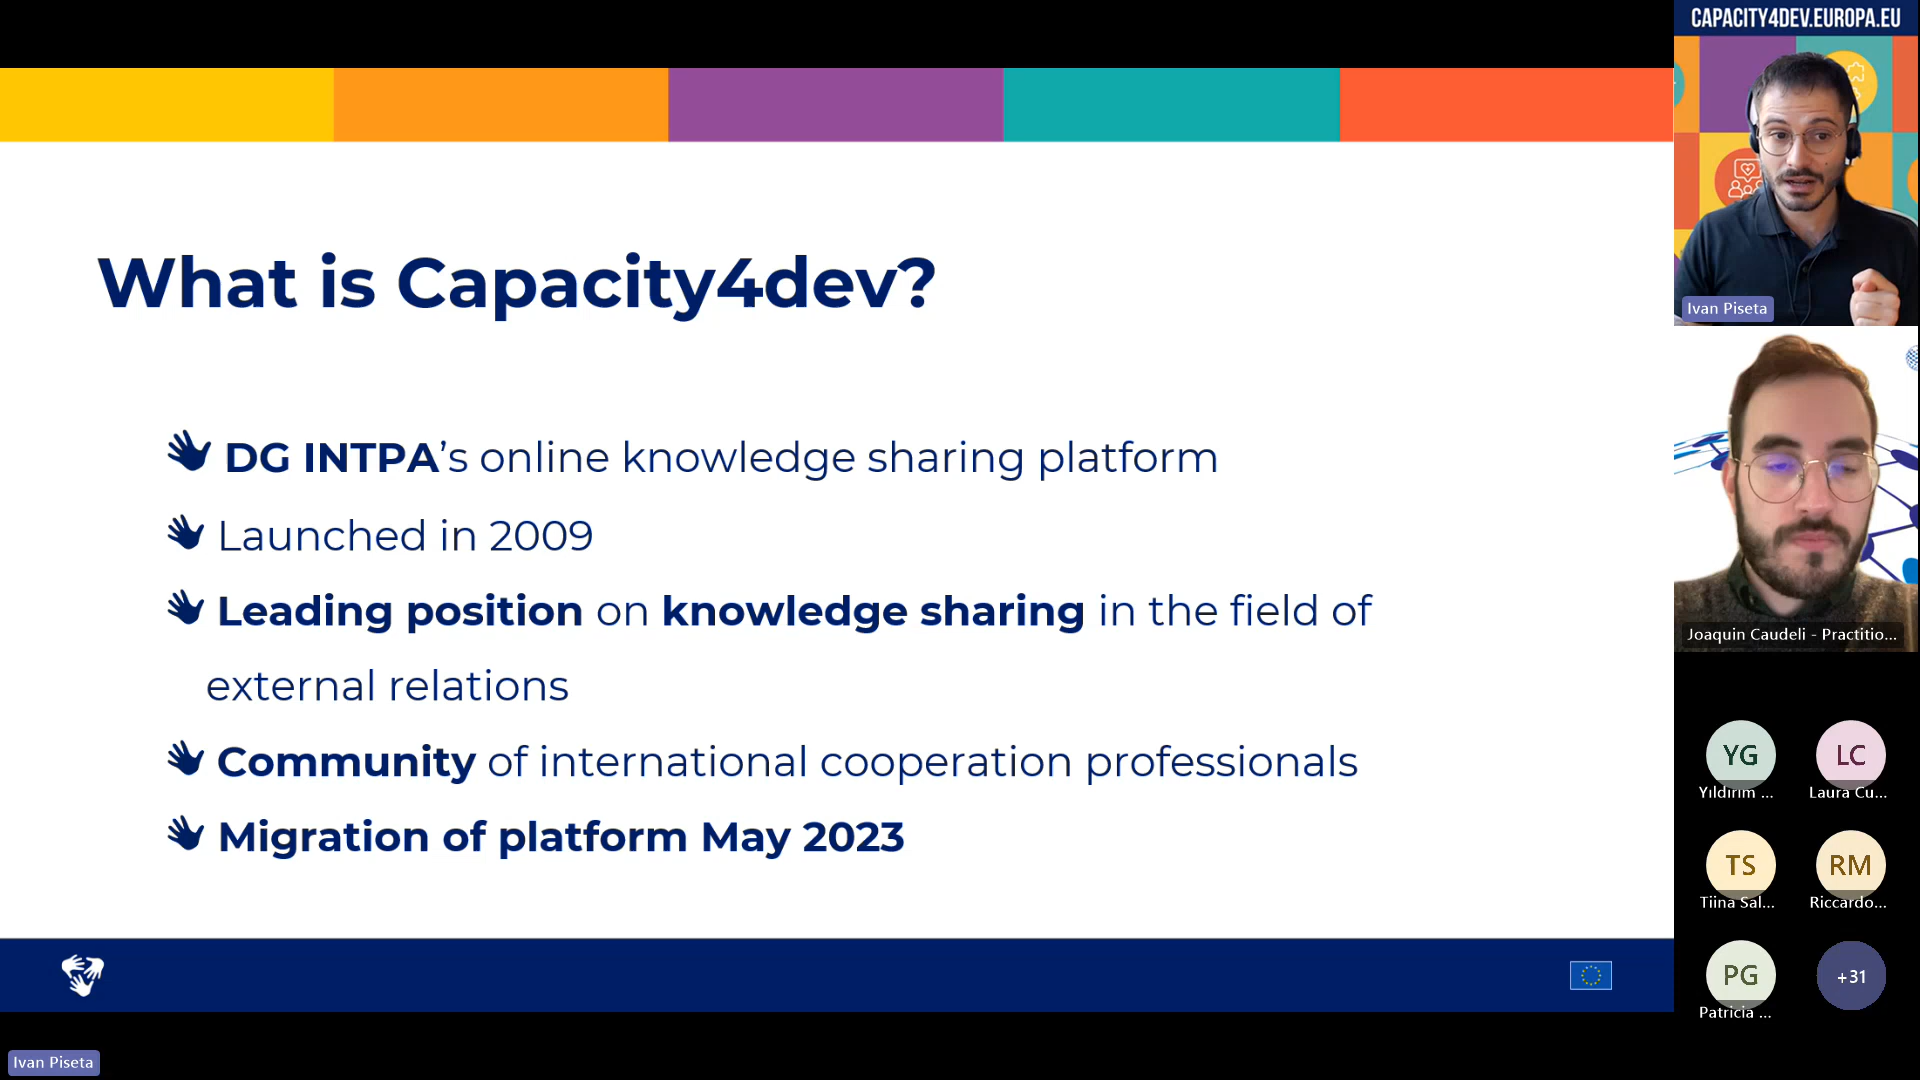 CAPACITY4DEV.EUROPA.EU
What is Capacity4dev?
DG INTPA’s online knowledge sharing platform
Launched in 2009
Leading position on knowledge sharing in the field of
external relations
Community of international cooperation professionals
Migration of platform May 2023
Ivan Piseta
Joaquin Caudeli - Practitio...
YG
Yıldırım ...
LC
Laura Cu...
TS
Tiina Sal...
RM
Riccardo...
PG
Patricia ...
+31
Ivan Piseta